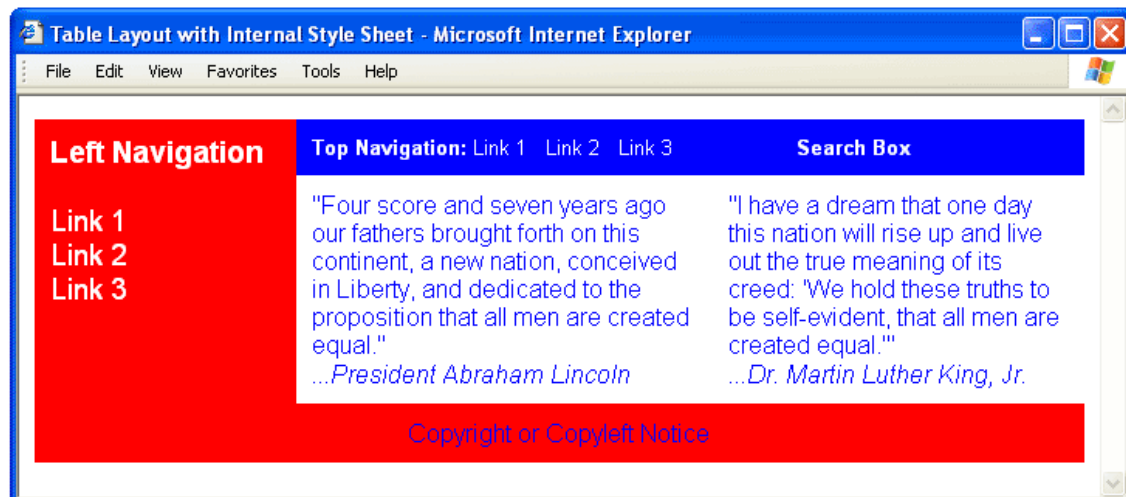 Table Layout with Internal Style Sheet - Microsoft Internet Explorer
File Edit View Favorites Tools Help
Left Navigation
Link 1
Link 2
Link 3
Top Navigation: Link 1 Link 2 Link 3
Search Box
"Four score and seven years ago
our fathers brought forth on this
continent, a new nation, conceived
in Liberty, and dedicated to the
proposition that all men are created
equal."
...President Abraham Lincoln
"I have a dream that one day
this nation will rise up and live
out the true meaning of its
creed: 'We hold these truths to
be self-evident, that all men are
created equal.'"
...Dr. Martin Luther King, Jr.
Copyright or Copyleft Notice